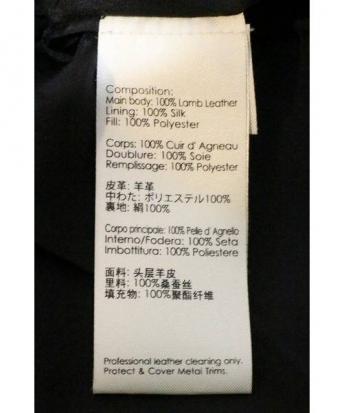 Composition:
Main body: 100% Lamb Leather
Lining: 100% Silk
Fill: 100% Polyester
Corps: 100% Cuir d' Agneau
Doublure: 100% Soie
Remplissage: 100% Polyester
皮革: 羊革
中わた: ポリエステル100%
裏地: 絹100%
Corpo principale: 100% Pelle d' Agnello
Interno/Fodera: 100% Seta
Imbottitura: 100% Poliestere
面料: 头层羊皮
里料: 100%桑蚕丝
填充物: 100%聚酯纤维
Professional leather cleaning only.
Protect & Cover Metal Trims.